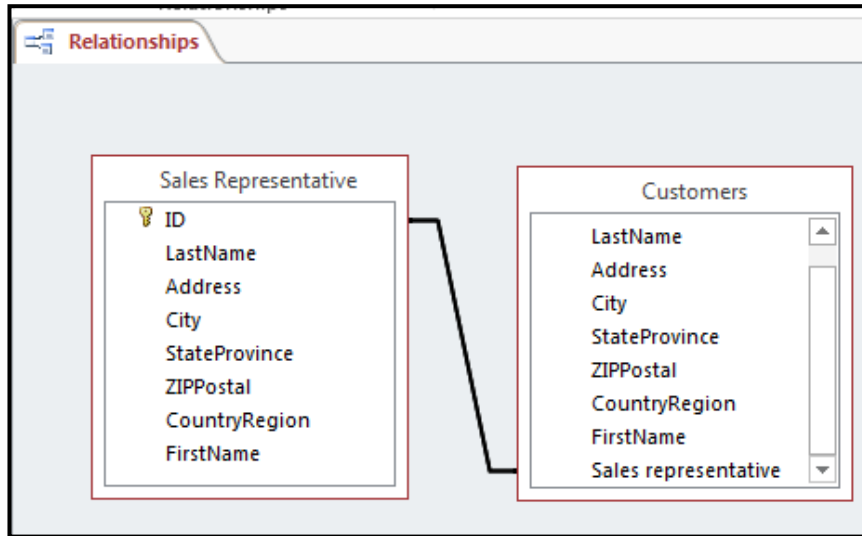 Relationships
Sales Representative
ID
LastName
Address
City
StateProvince
ZIPPostal
CountryRegion
FirstName
Customers
LastName
Address
City
StateProvince
ZIPPostal
CountryRegion
FirstName
Sales representative